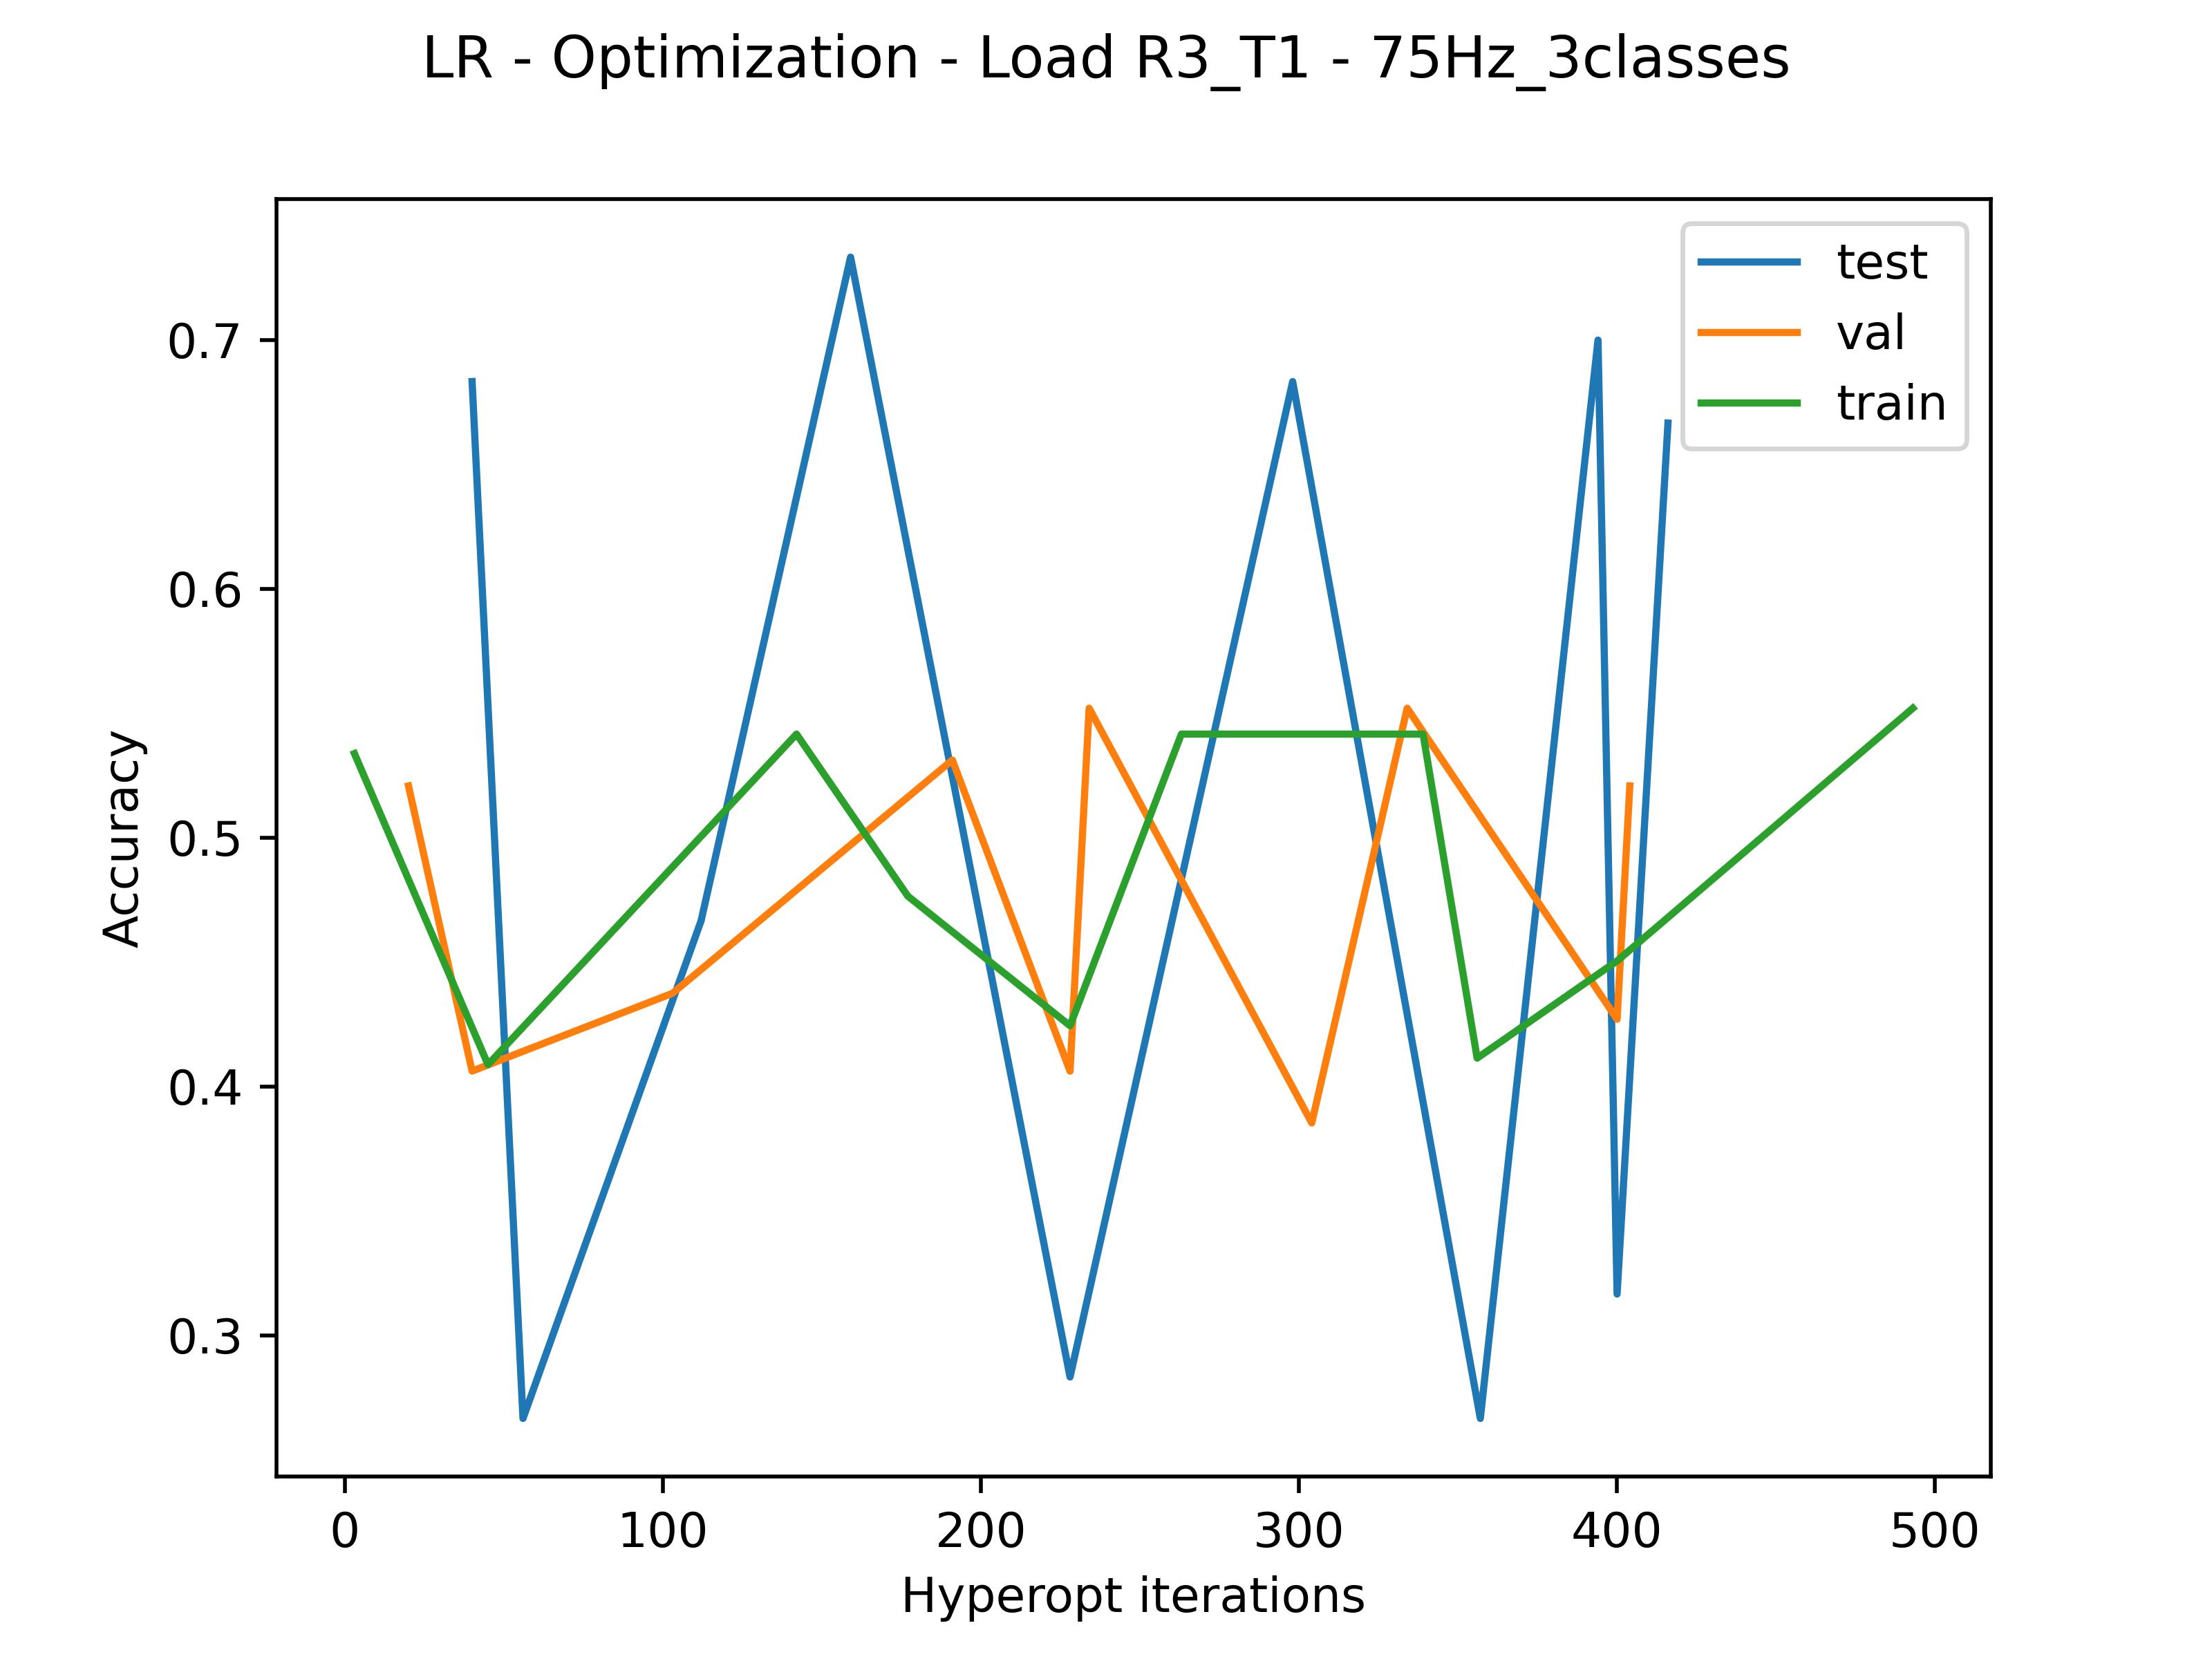 LR - Optimization - Load R3_T1 - 75Hz_3classes
test
val
train
Accuracy
0.7
0.6
0.5
0.4
0.3
0 100 200 300 400 500
Hyperopt iterations